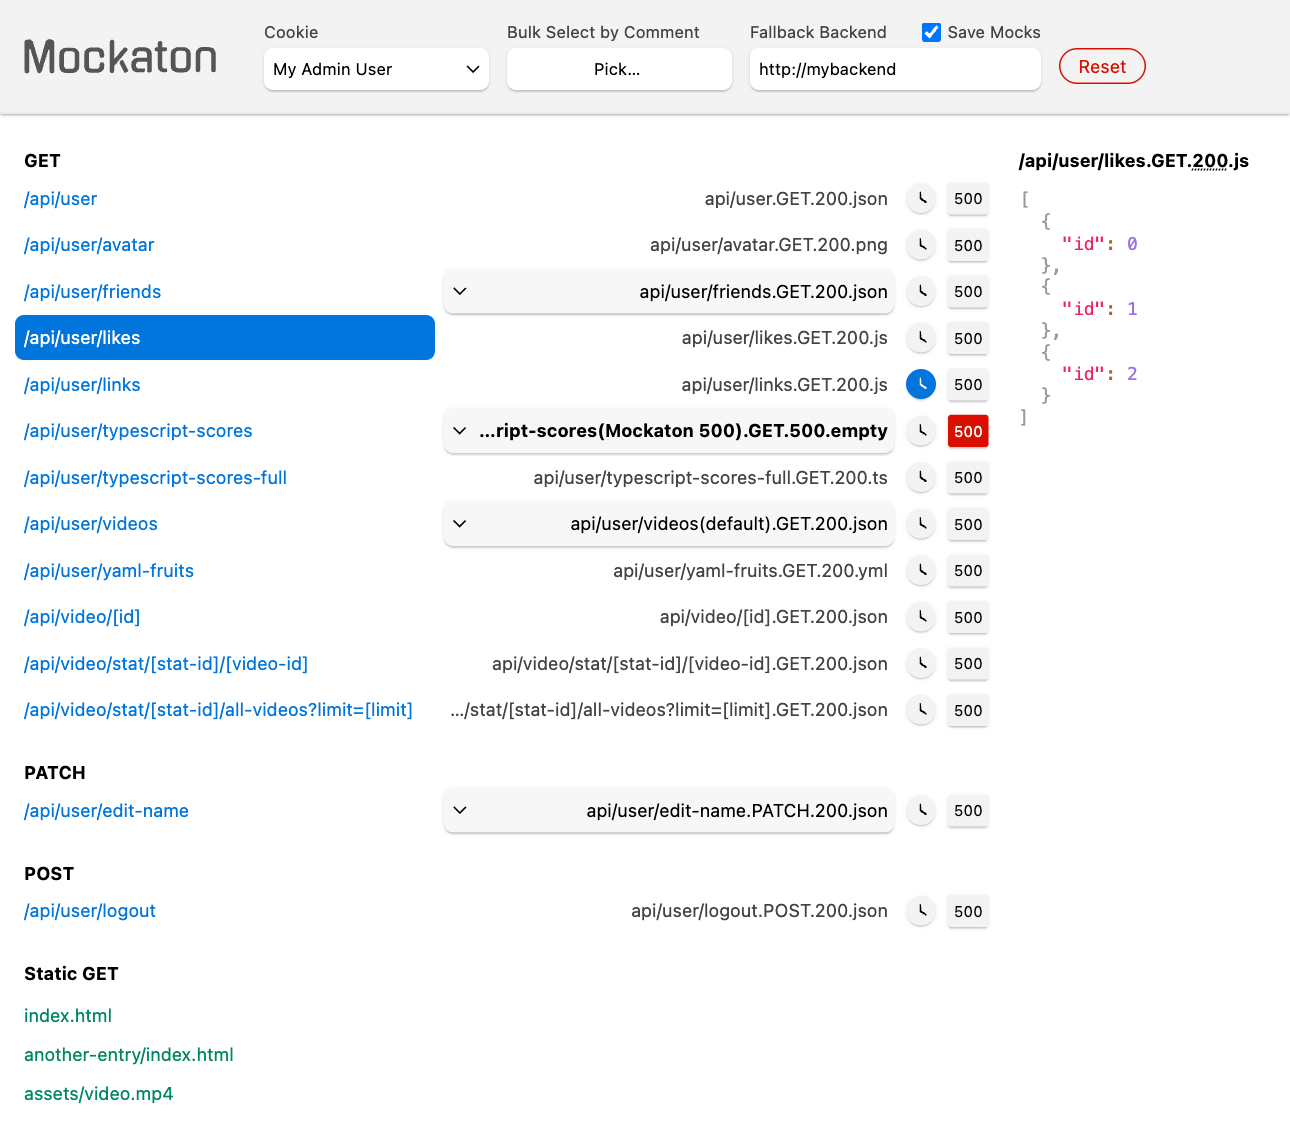 Mockaton
Cookie
My Admin User
Bulk Select by Comment
Pick...
Fallback Backend
Save Mocks
http://mybackend
Reset
GET
/api/user api/user.GET.200.json 500
/api/user/avatar api/user/avatar.GET.200.png 500
/api/user/friends api/user/friends.GET.200.json 500
/api/user/likes api/user/likes.GET.200.js 500
/api/user/links api/user/links.GET.200.js 500
/api/user/typescript-scores ...ript-scores(Mockaton 500).GET.500.empty 500
/api/user/typescript-scores-full api/user/typescript-scores-full.GET.200.ts 500
/api/user/videos api/user/videos(default).GET.200.json 500
/api/user/yaml-fruits api/user/yaml-fruits.GET.200.yml 500
/api/video/[id] api/video/[id].GET.200.json 500
/api/video/stat/[stat-id]/[video-id] api/video/stat/[stat-id]/[video-id].GET.200.json 500
/api/video/stat/[stat-id]/all-videos?limit=[limit] .../stat/[stat-id]/all-videos?limit=[limit].GET.200.json 500
PATCH
/api/user/edit-name api/user/edit-name.PATCH.200.json 500
POST
/api/user/logout api/user/logout.POST.200.json 500
Static GET
index.html
another-entry/index.html
assets/video.mp4
/api/user/likes.GET.200.js
[
{
"id": 0
},
{
"id": 1
},
{
"id": 2
}
]